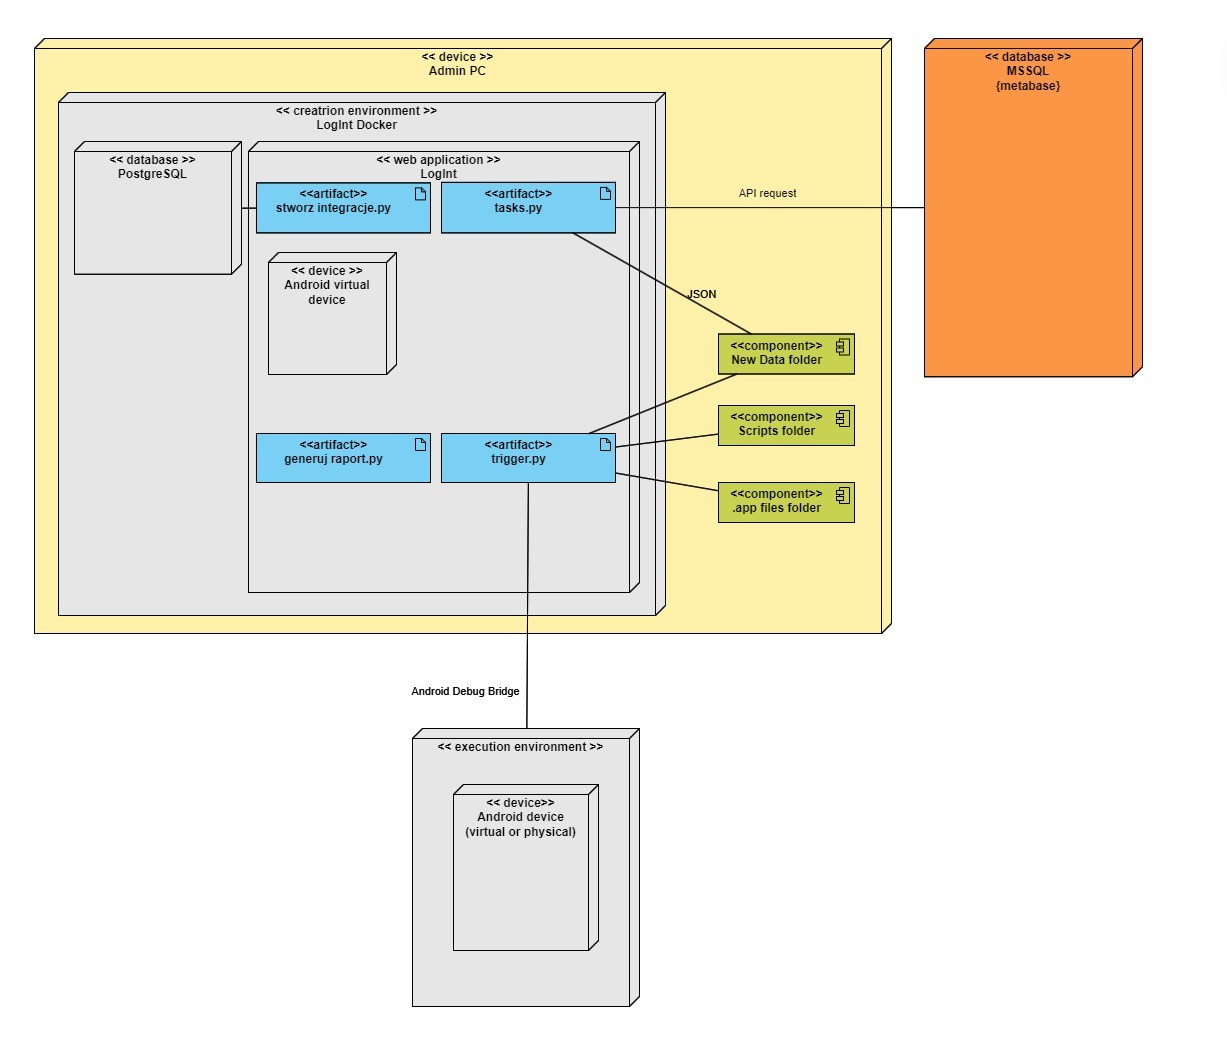 << device >>
Admin PC
<< database >>
MSSQL
{metabase}
<< creatrion environment >>
LogInt Docker
<< database >>
PostgreSQL
<< web application >>
LogInt
<<artifact>>
stworz integracje.py
<<artifact>>
tasks.py
API request
<< device >>
Android virtual
device
JSON
<<component>>
New Data folder
<<component>>
Scripts folder
<<artifact>>
generuj raport.py
<<artifact>>
trigger.py
<<component>>
.app files folder
Android Debug Bridge
<< execution environment >>
<< device>>
Android device
(virtual or physical)